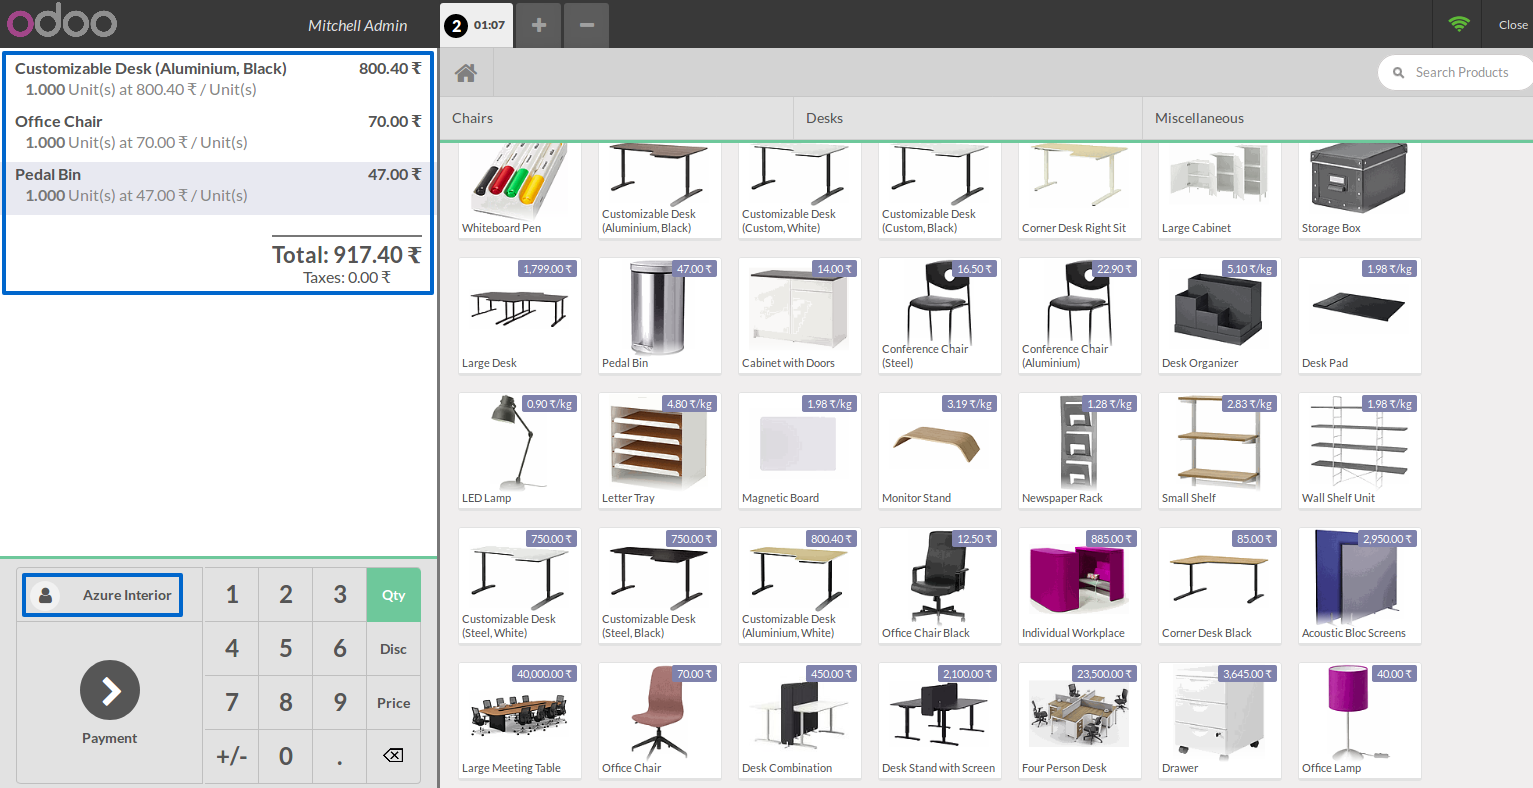 odoo
Mitchell Admin
2 01:07
+
−
Close
Customizable Desk (Aluminium, Black) 800.40 ₹
1.000 Unit(s) at 800.40 ₹ / Unit(s)
Office Chair 70.00 ₹
1.000 Unit(s) at 70.00 ₹ / Unit(s)
Pedal Bin 47.00 ₹
1.000 Unit(s) at 47.00 ₹ / Unit(s)
Total: 917.40 ₹
Taxes: 0.00 ₹
Azure Interior
Payment
1 2 3 Qty
4 5 6 Disc
7 8 9 Price
+/- 0 .
Search Products
Chairs Desks Miscellaneous
Whiteboard Pen
Customizable Desk
(Aluminium, Black)
Customizable Desk
(Custom, White)
Customizable Desk
(Custom, Black)
Corner Desk Right Sit
Large Cabinet
Storage Box
1,799.00 ₹
Large Desk
47.00 ₹
Pedal Bin
14.00 ₹
Cabinet with Doors
16.50 ₹
Conference Chair
(Steel)
22.90 ₹
Conference Chair
(Aluminium)
5.10 ₹/kg
Desk Organizer
1.98 ₹/kg
Desk Pad
0.90 ₹/kg
LED Lamp
4.80 ₹/kg
Letter Tray
1.98 ₹/kg
Magnetic Board
3.19 ₹/kg
Monitor Stand
1.28 ₹/kg
Newspaper Rack
2.83 ₹/kg
Small Shelf
1.98 ₹/kg
Wall Shelf Unit
750.00 ₹
Customizable Desk
(Steel, White)
750.00 ₹
Customizable Desk
(Steel, Black)
800.40 ₹
Customizable Desk
(Aluminium, White)
12.50 ₹
Office Chair Black
885.00 ₹
Individual Workplace
85.00 ₹
Corner Desk Black
2,950.00 ₹
Acoustic Bloc Screens
40,000.00 ₹
Large Meeting Table
70.00 ₹
Office Chair
450.00 ₹
Desk Combination
2,100.00 ₹
Desk Stand with Screen
23,500.00 ₹
Four Person Desk
3,645.00 ₹
Drawer
40.00 ₹
Office Lamp